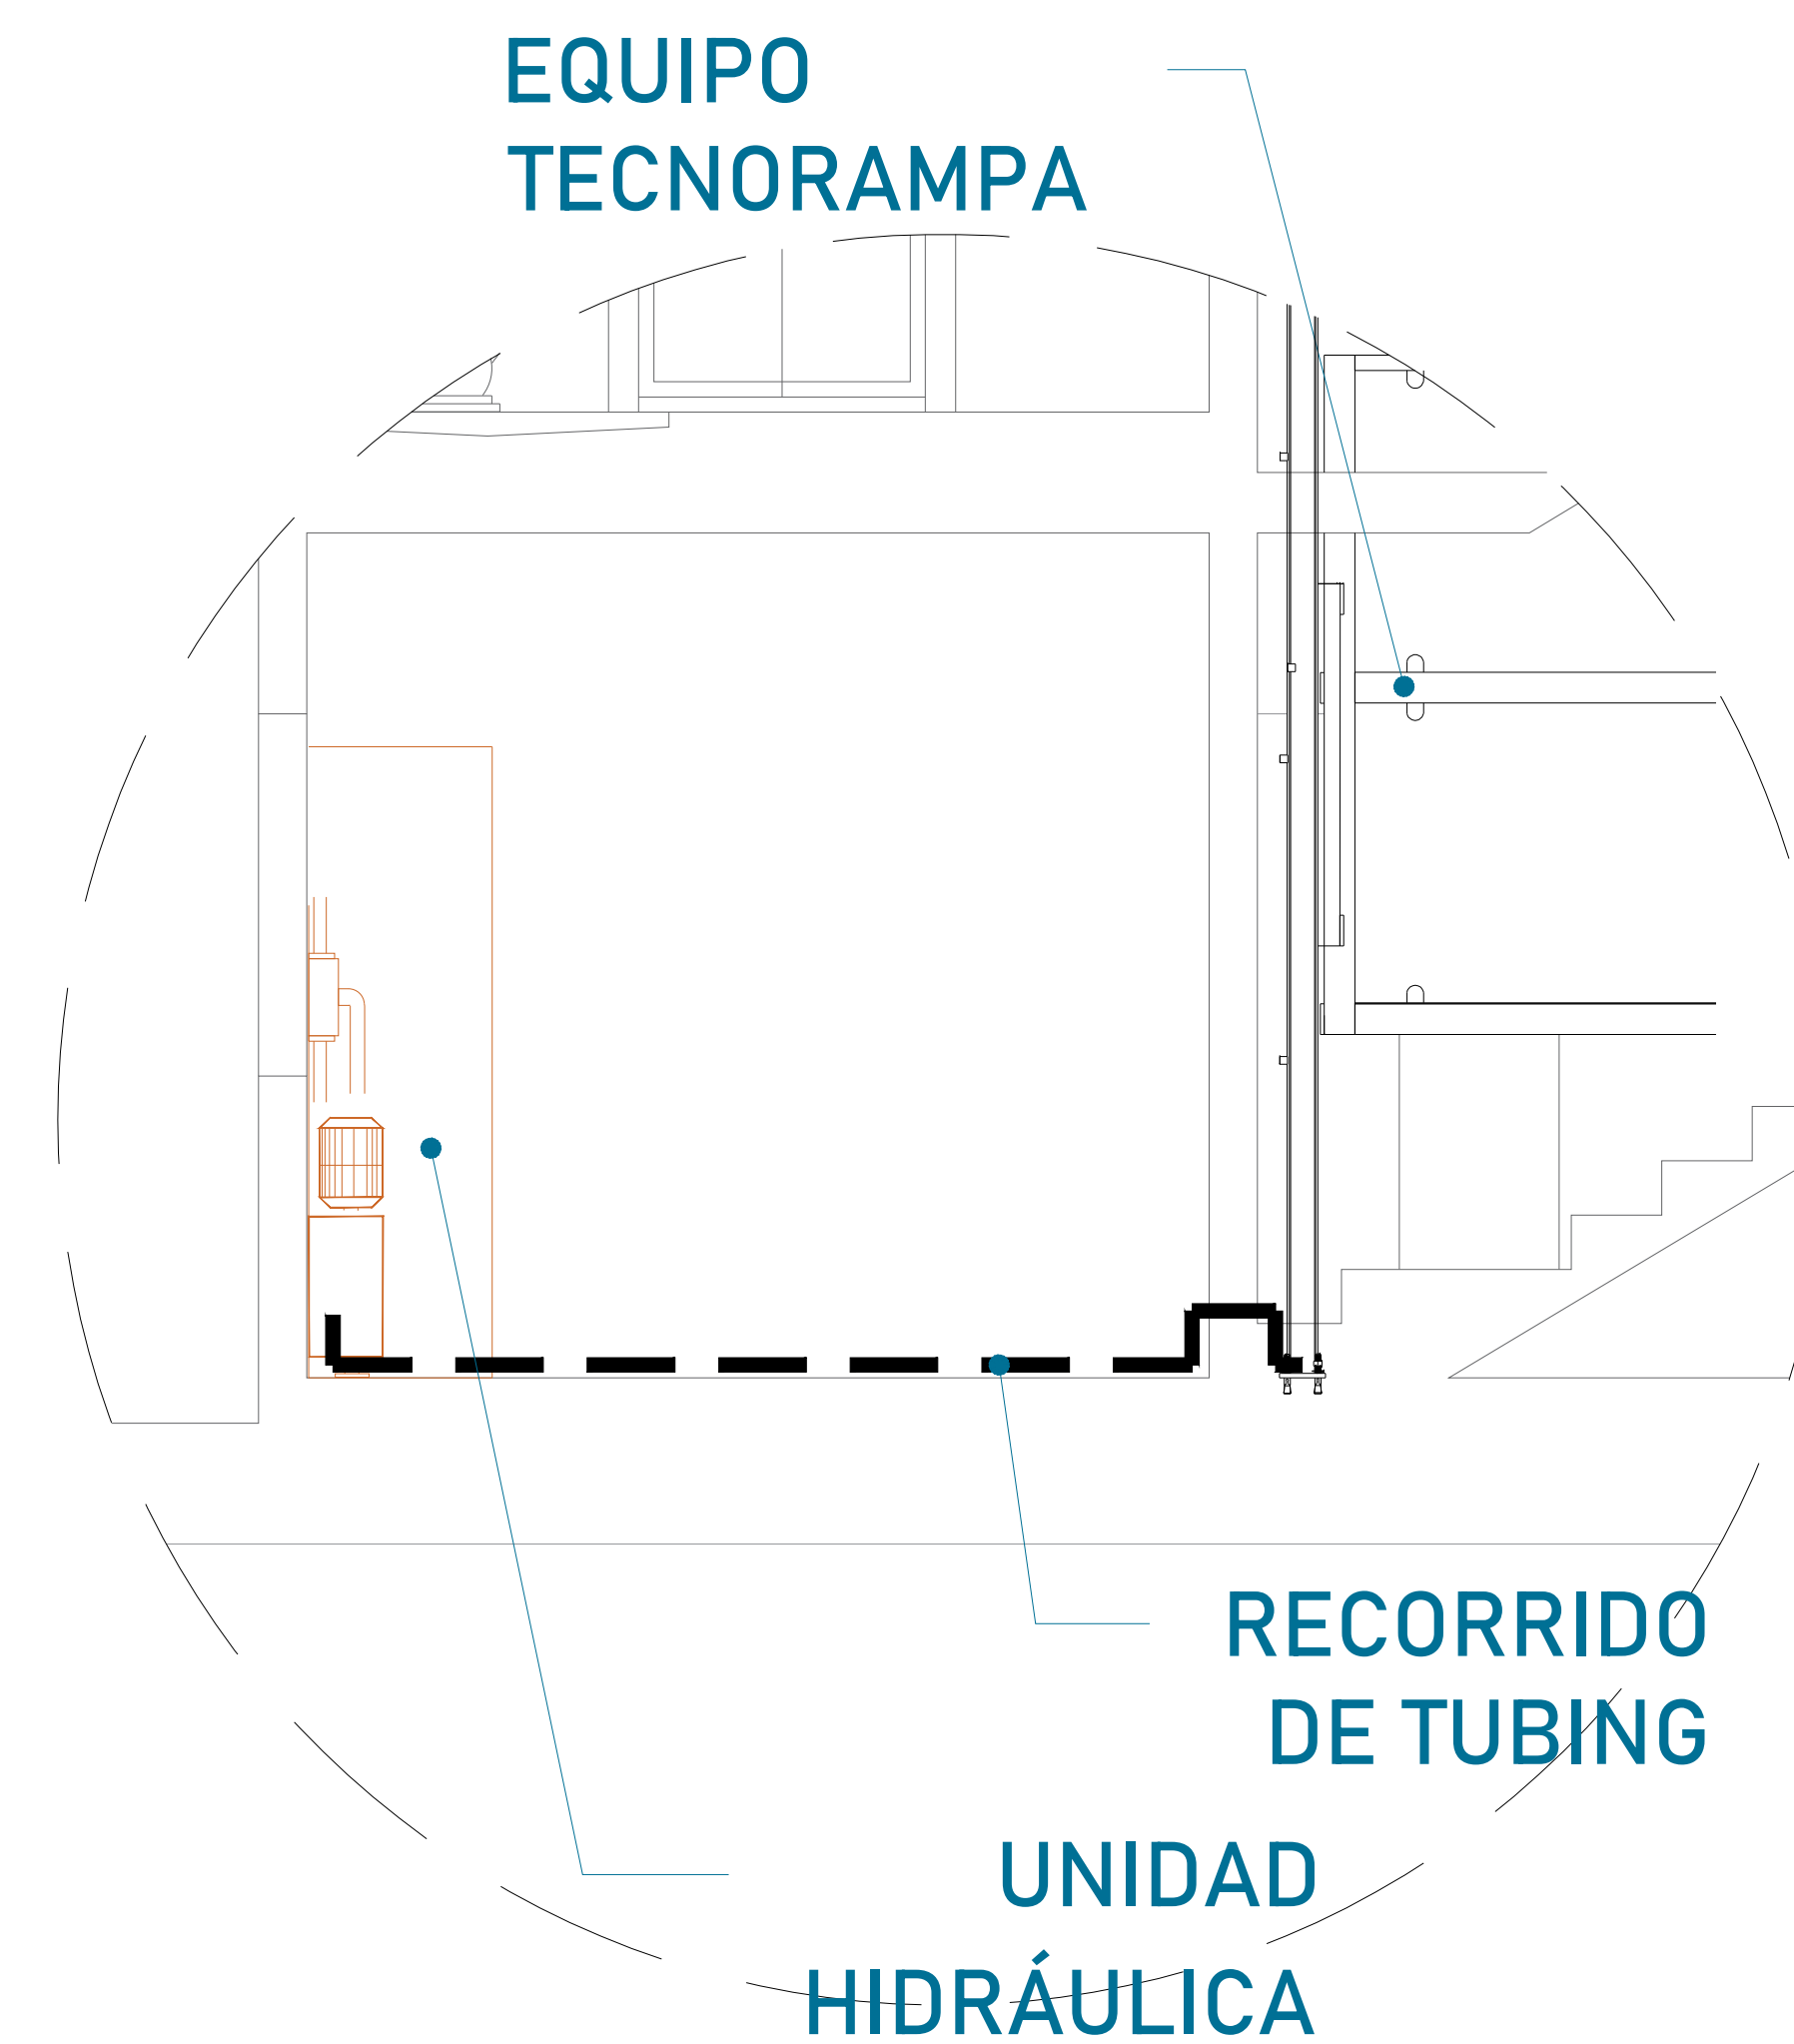 EQUIPO
TECNORAMPA
RECORRIDO
DE TUBING
UNIDAD
HIDRÁULICA